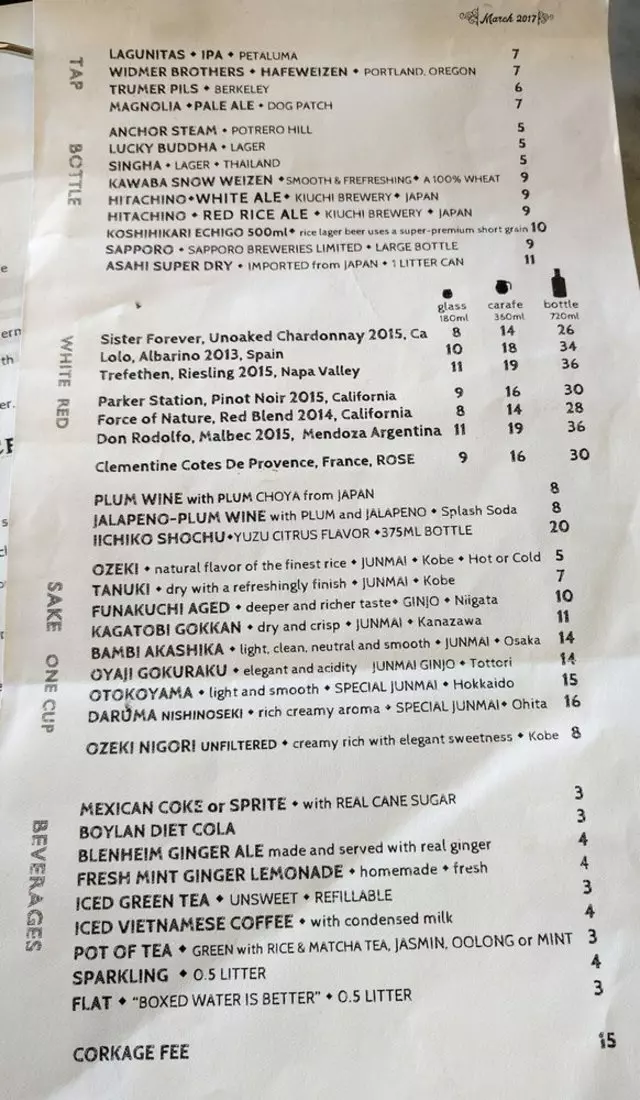 March 2017
TAP
LAGUNITAS • IPA • PETALUMA 7
WIDMER BROTHERS • HAFEWEIZEN • PORTLAND, OREGON 7
TRUMER PILS • BERKELEY 6
MAGNOLIA • PALE ALE • DOG PATCH 7
BOTTLE
ANCHOR STEAM • POTRERO HILL 5
LUCKY BUDDHA • LAGER 5
SINGHA • LAGER • THAILAND 5
KAWABA SNOW WEIZEN • SMOOTH & FREFRESHING • A 100% WHEAT 9
HITACHINO • WHITE ALE • KIUCHI BREWERY • JAPAN 9
HITACHINO • RED RICE ALE • KIUCHI BREWERY • JAPAN 9
KOSHIHIKARI ECHIGO 500ml • rice lager beer uses a super-premium short grain 10
SAPPORO • SAPPORO BREWERIES LIMITED • LARGE BOTTLE 9
ASAHI SUPER DRY • IMPORTED from JAPAN • 1 LITER CAN 11
glass carafe bottle
180ml 360ml 720ml
WHITE
Sister Forever, Unoaked Chardonnay 2015, Ca 8 14 26
Lolo, Albarino 2013, Spain 10 18 34
Trefethen, Riesling 2015, Napa Valley 11 19 36
RED
Parker Station, Pinot Noir 2015, California 9 16 30
Force of Nature, Red Blend 2014, California 8 14 28
Don Rodolfo, Malbec 2015, Mendoza Argentina 11 19 36
Clementine Cotes De Provence, France, ROSE 9 16 30
PLUM WINE with PLUM CHOYA from JAPAN 8
JALAPENO-PLUM WINE with PLUM and JALAPENO • Splash Soda 8
IICHIKO SHOCHU • YUZU CITRUS FLAVOR • 375ML BOTTLE 20
SAKE ONE CUP
OZEKI • natural flavor of the finest rice • JUNMAI • Kobe • Hot or Cold 5
TANUKI • dry with a refreshingly finish • JUNMAI • Kobe 7
FUNAKUCHI AGED • deeper and richer taste • GINJO • Niigata 10
KAGATOBI GOKKAN • dry and crisp • JUNMAI • Kanazawa 11
BAMBI AKASHIKA • light, clean, neutral and smooth • JUNMAI • Osaka 14
OYAJI GOKURAKU • elegant and acidity JUNMAI GINJO • Tottori 14
OTOKOYAMA • light and smooth • SPECIAL JUNMAI • Hokkaido 15
DARUMA NISHINOSEKI • rich creamy aroma • SPECIAL JUNMAI • Ohita 16
OZEKI NIGORI UNFILTERED • creamy rich with elegant sweetness • Kobe 8
BEVERAGES
MEXICAN COKE or SPRITE • with REAL CANE SUGAR 3
BOYLAN DIET COLA 3
BLENHEIM GINGER ALE made and served with real ginger 4
FRESH MINT GINGER LEMONADE • homemade • fresh 4
ICED GREEN TEA • UNSWEET • REFILLABLE 3
ICED VIETNAMESE COFFEE • with condensed milk 4
POT OF TEA • GREEN with RICE & MATCHA TEA, JASMIN, OOLONG or MINT 3
SPARKLING • 0.5 LITTER 4
FLAT • "BOXED WATER IS BETTER" • 0.5 LITTER 3
CORKAGE FEE 15